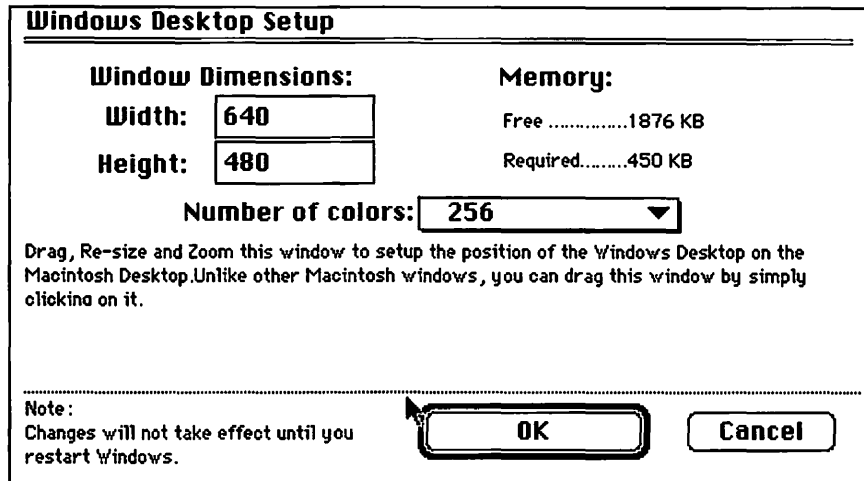 Windows Desktop Setup
Window Dimensions:
Memory:
Width: 640
Free ...............1876 KB
Height: 480
Required.........450 KB
Number of colors: 256
Drag, Re-size and Zoom this window to setup the position of the Windows Desktop on the
Macintosh Desktop.Unlike other Macintosh windows, you can drag this window by simply
clicking on it.
Note:
Changes will not take effect until you
restart Windows.
OK
Cancel